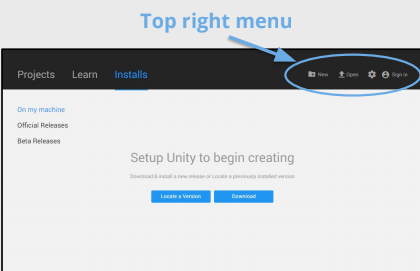 Top right menu
Projects Learn Installs New Open Sign in
On my machine
Official Releases
Beta Releases
Setup Unity to begin creating
Download & install a new release or Locate a previously installed version
Locate a Version Download